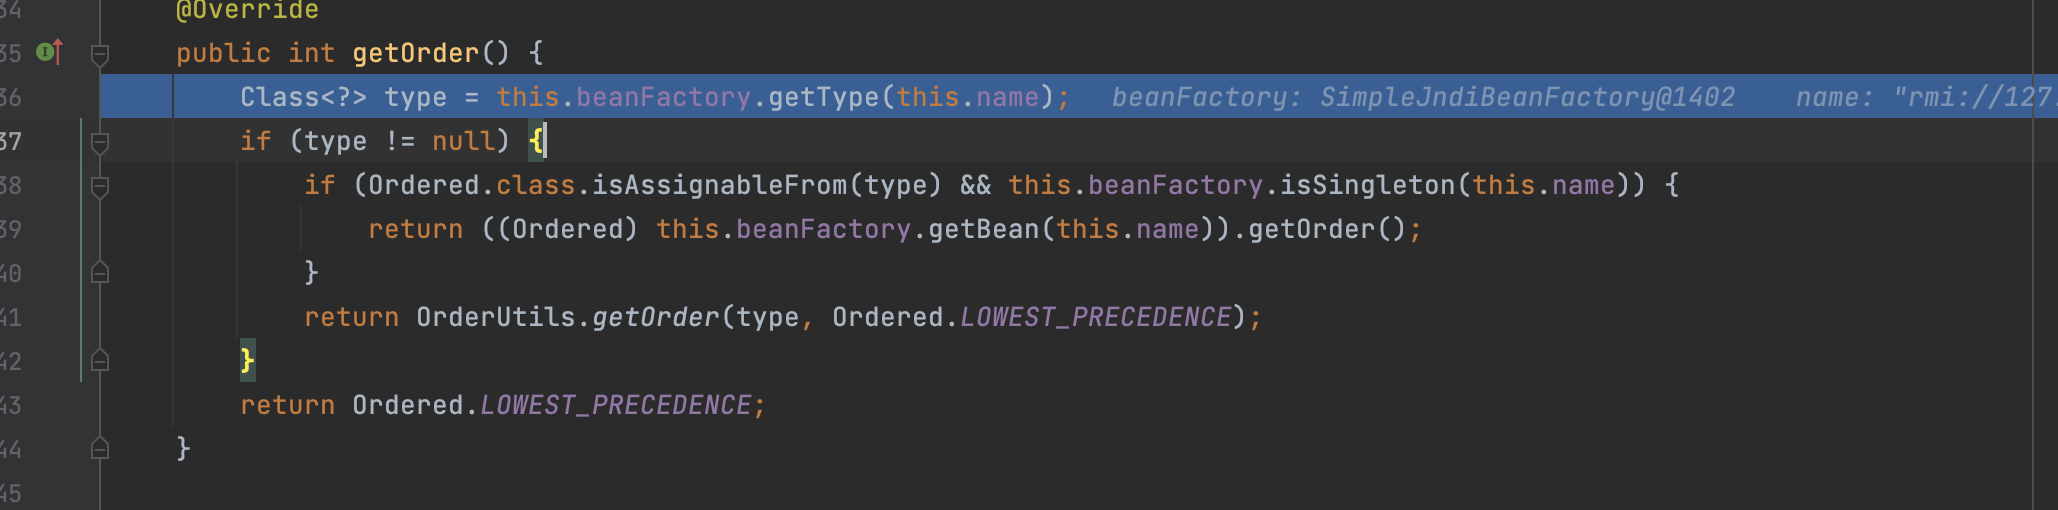 34 @Override
35 public int getOrder() {
36 Class<?> type = this.beanFactory.getType(this.name); beanFactory: SimpleJndiBeanFactory@1402 name: "rmi://127.
37 if (type != null) {
38 if (Ordered.class.isAssignableFrom(type) && this.beanFactory.isSingleton(this.name)) {
39 return ((Ordered) this.beanFactory.getBean(this.name)).getOrder();
40 }
41 return OrderUtils.getOrder(type, Ordered.LOWEST_PRECEDENCE);
42 }
43 return Ordered.LOWEST_PRECEDENCE;
44 }
45